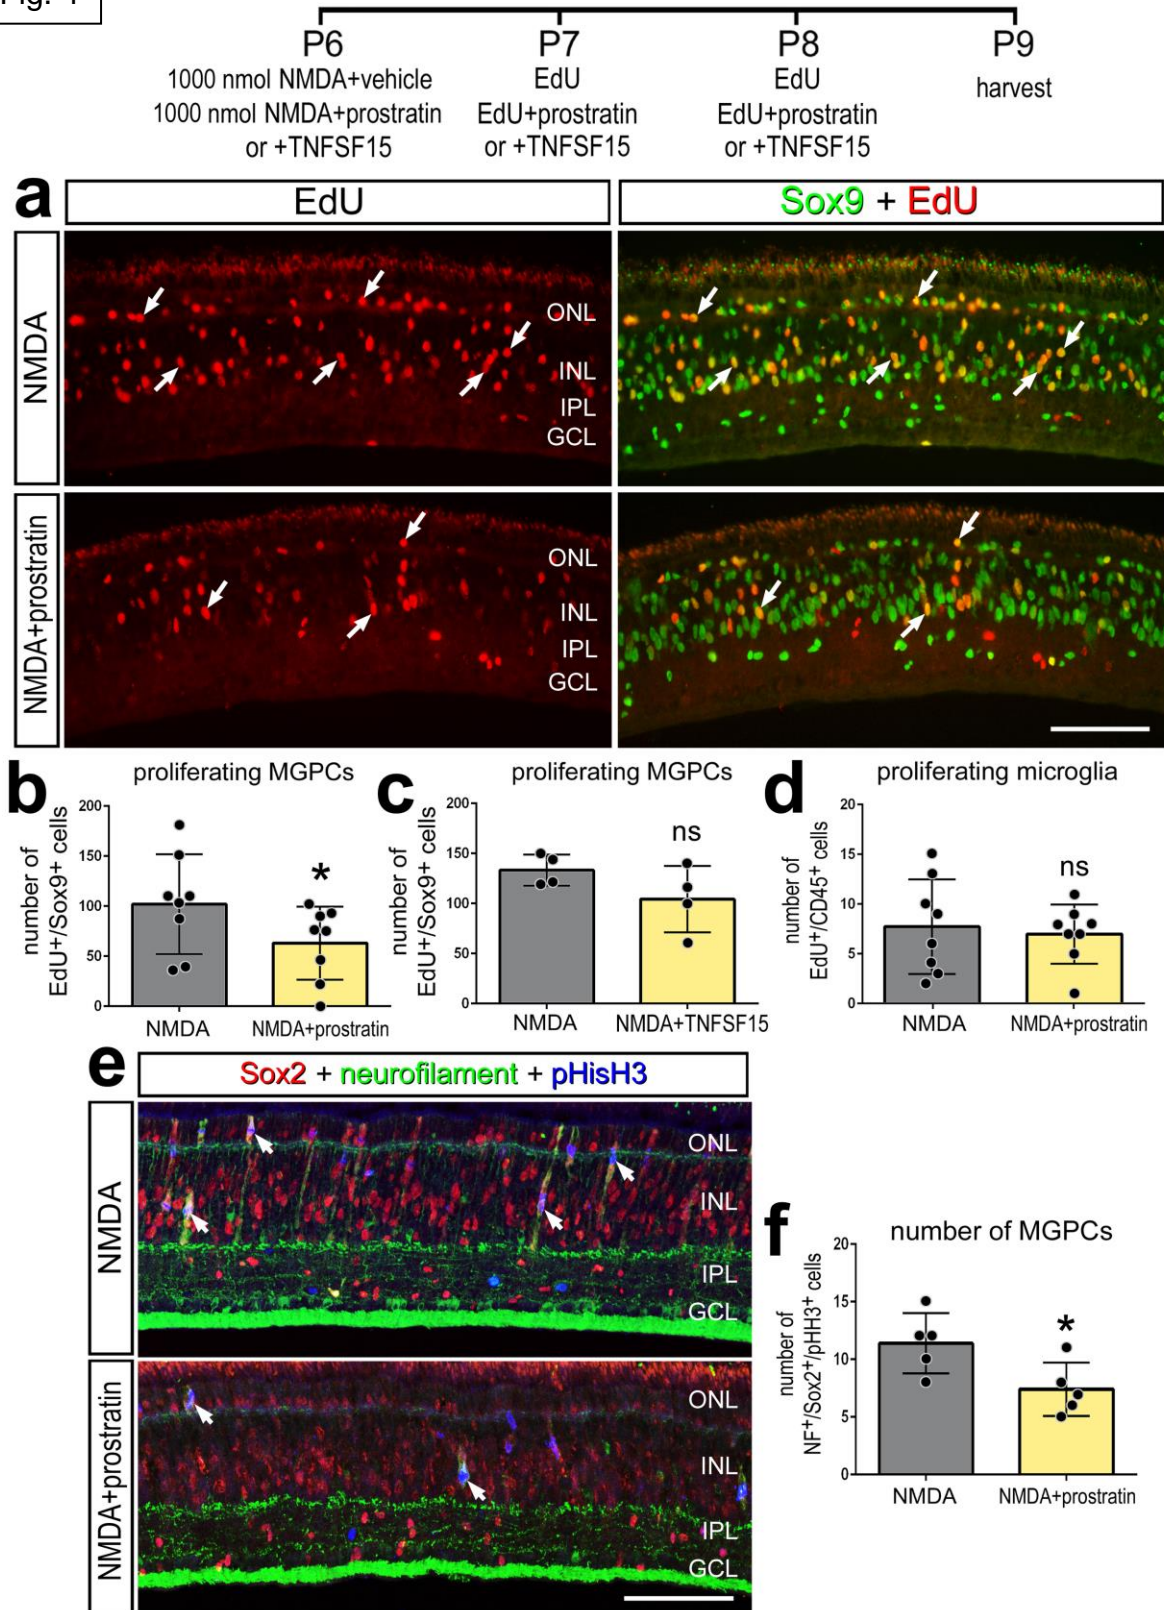 Fig. 4
P6 P7 P8 P9
1000 nmol NMDA+vehicle EdU EdU harvest
1000 nmol NMDA+prostratin EdU+prostratin EdU+prostratin
or +TNFSF15 or +TNFSF15 or +TNFSF15
a
EdU
Sox9 + EdU
NMDA
ONL
INL
IPL
GCL
NMDA+prostratin
ONL
INL
IPL
GCL
b
proliferating MGPCs
number of
EdU⁺/Sox9⁺ cells
200
150
100
50
0
*
NMDA NMDA+prostratin
c
proliferating MGPCs
number of
EdU⁺/Sox9⁺ cells
200
150
100
50
0
ns
NMDA NMDA+TNFSF15
d
proliferating microglia
number of
EdU⁺/CD45⁺ cells
20
15
10
5
0
ns
NMDA NMDA+prostratin
e
Sox2 + neurofilament + pHisH3
NMDA
ONL
INL
IPL
GCL
NMDA+prostratin
ONL
INL
IPL
GCL
f
number of MGPCs
number of
NF⁺/Sox2⁺/pHH3⁺ cells
20
15
10
5
0
*
NMDA NMDA+prostratin